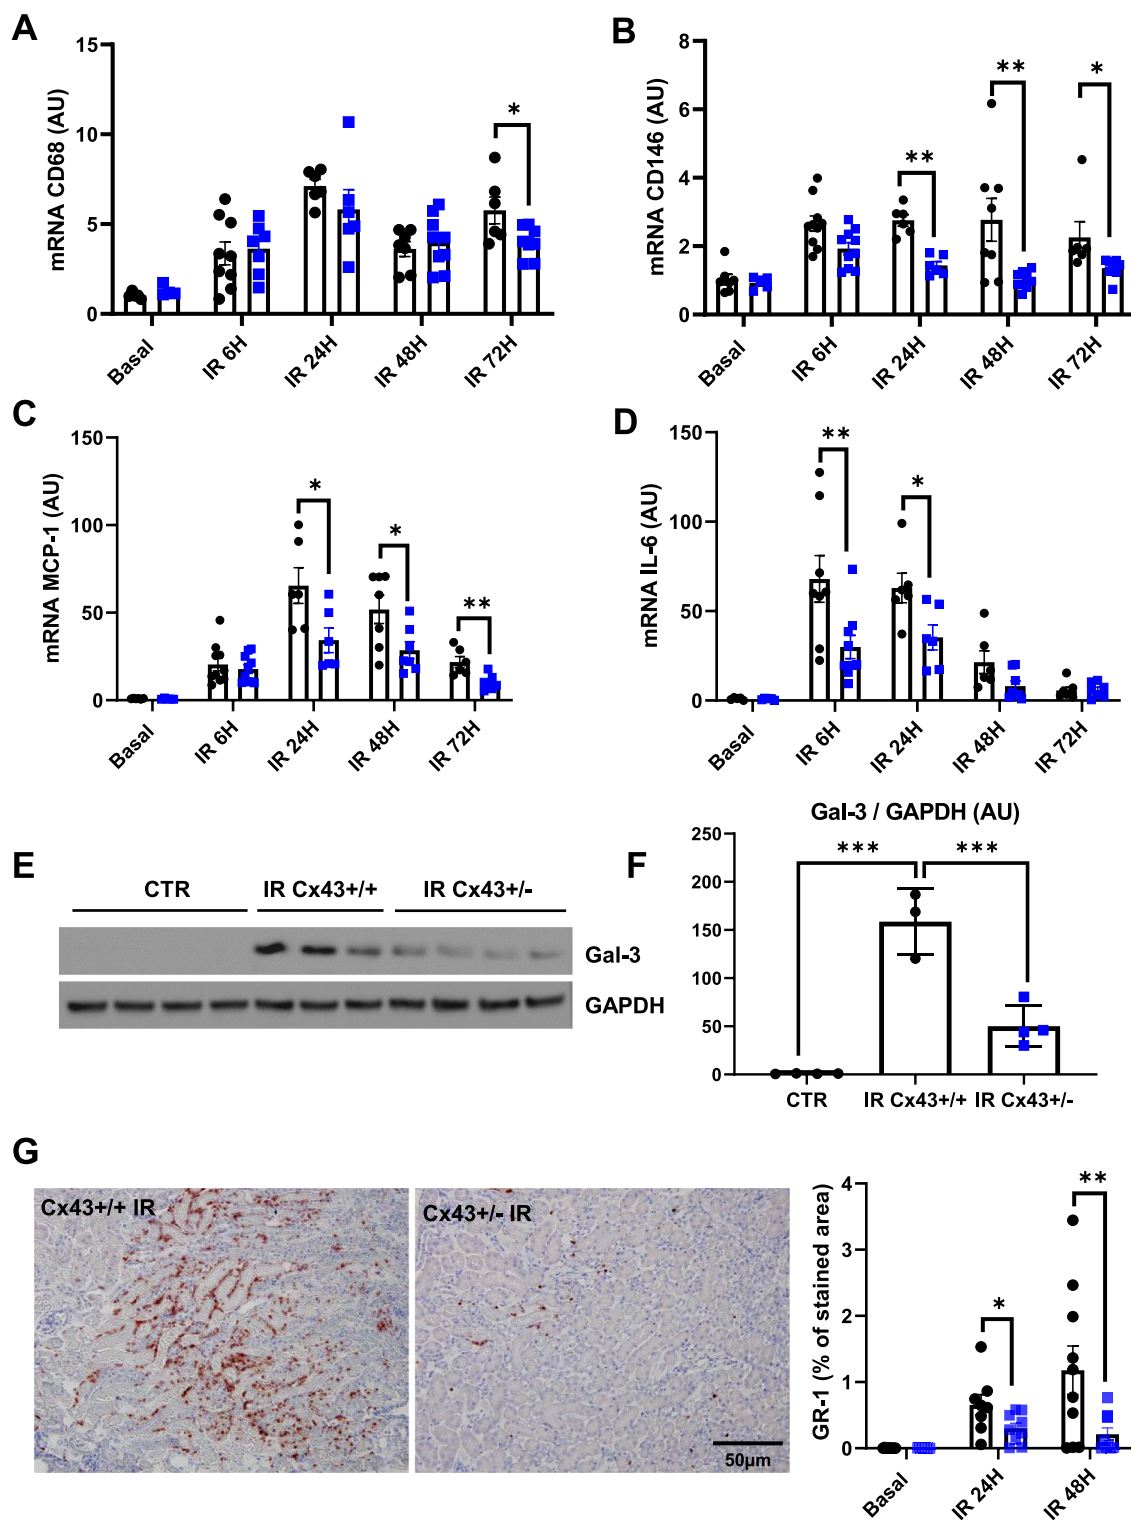 A
mRNA CD68 (AU)
15
10
5
0
*
Basal
IR 6H
IR 24H
IR 48H
IR 72H
B
mRNA CD146 (AU)
8
6
4
2
0
**
**
*
Basal
IR 6H
IR 24H
IR 48H
IR 72H
C
mRNA MCP-1 (AU)
150
100
50
0
*
*
**
Basal
IR 6H
IR 24H
IR 48H
IR 72H
D
mRNA IL-6 (AU)
150
100
50
0
**
*
Basal
IR 6H
IR 24H
IR 48H
IR 72H
E
CTR
IR Cx43+/+
IR Cx43+/-
Gal-3
GAPDH
F
Gal-3 / GAPDH (AU)
250
200
150
100
50
0
***
***
CTR
IR Cx43+/+
IR Cx43+/-
G
Cx43+/+ IR
Cx43+/- IR
50µm
GR-1 (% of stained area)
4
3
2
1
0
*
**
Basal
IR 24H
IR 48H